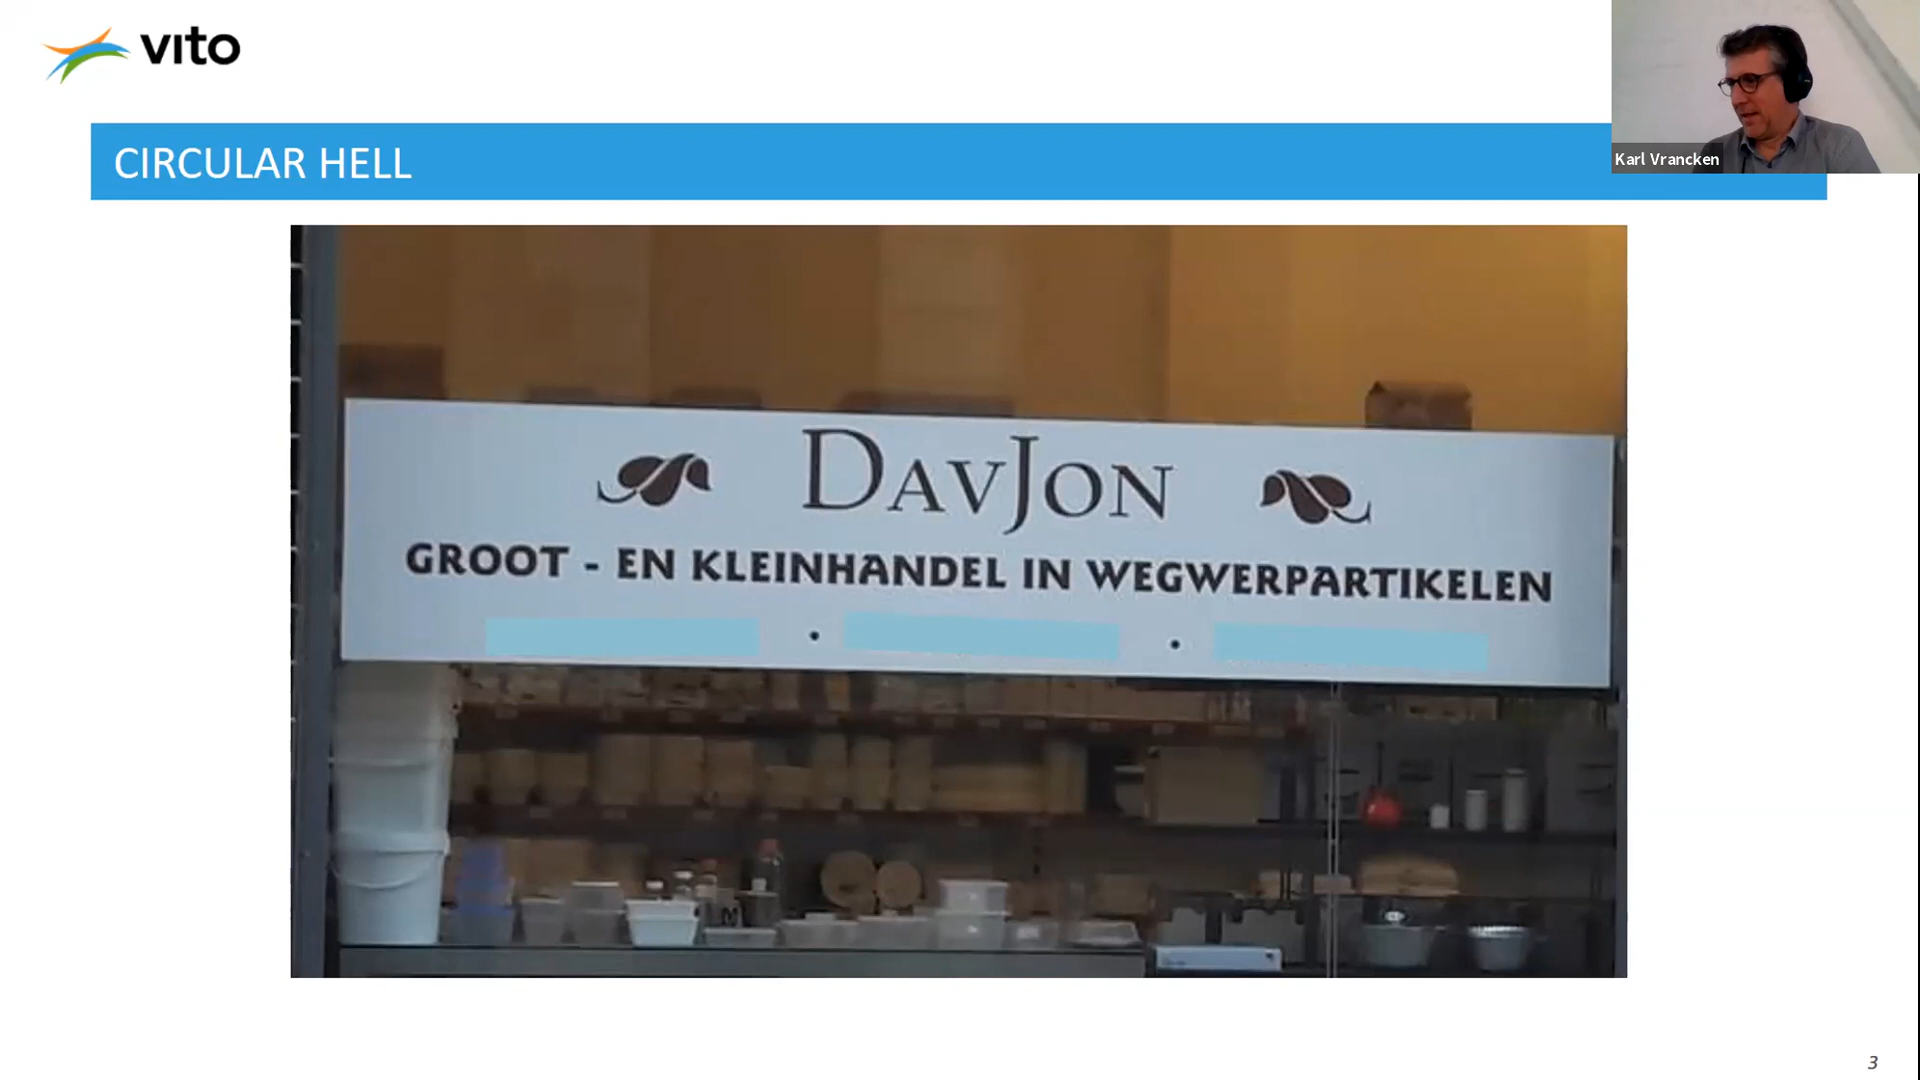 vito
CIRCULAR HELL
Karl Vrancken
DAVJON
GROOT - EN KLEINHANDEL IN WEGWERPARTIKELEN
• •
3